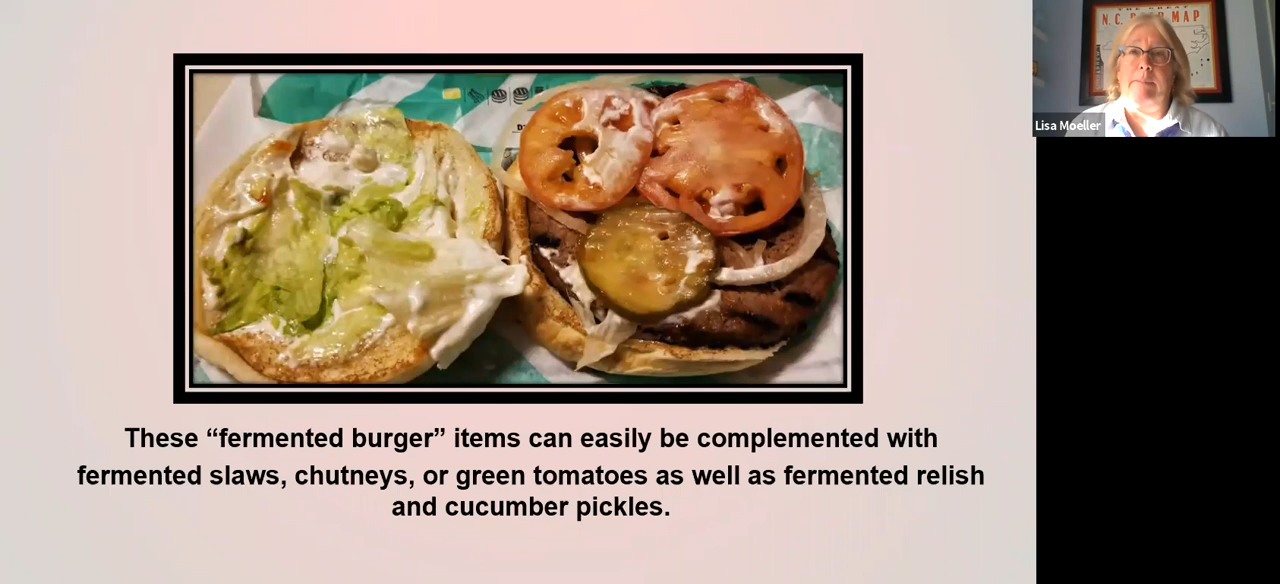 These “fermented burger” items can easily be complemented with
fermented slaws, chutneys, or green tomatoes as well as fermented relish
and cucumber pickles.
N.C.
MAP
Lisa Moeller